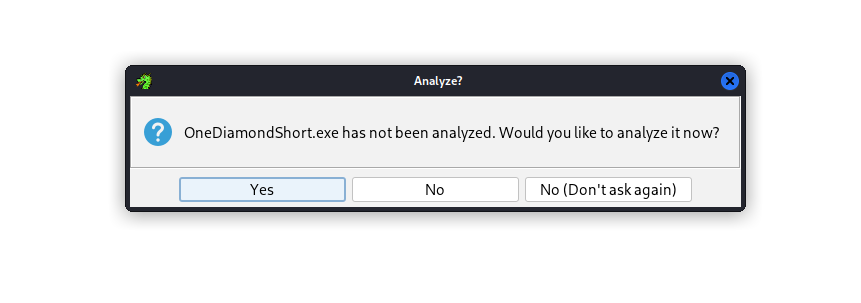 Analyze?
OneDiamondShort.exe has not been analyzed. Would you like to analyze it now?
Yes
No
No (Don't ask again)